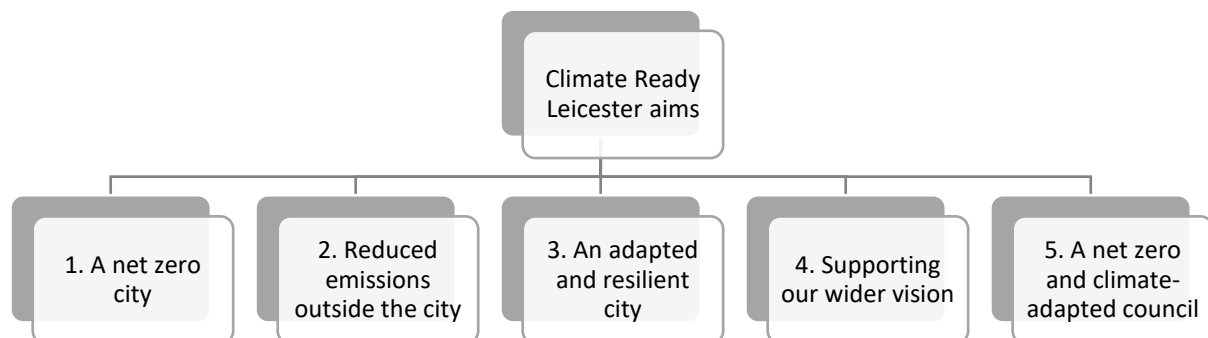 Climate Ready
Leicester aims
1. A net zero
city
2. Reduced
emissions
outside the city
3. An adapted
and resilient
city
4. Supporting
our wider vision
5. A net zero
and climate-
adapted council